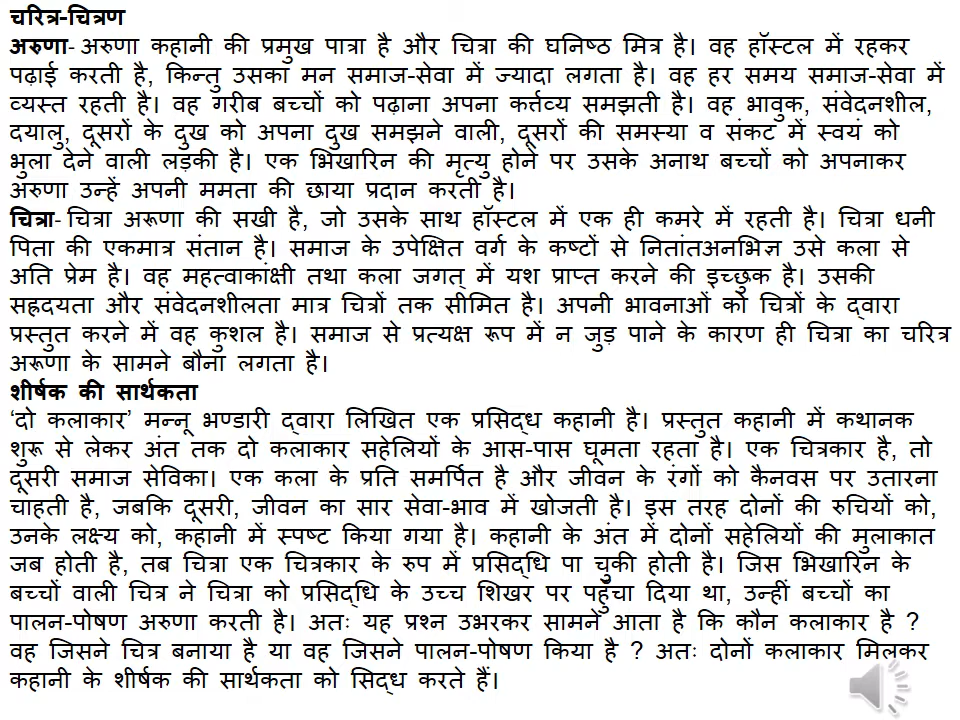 चरित्र-चित्रण
अरुणा- अरुणा कहानी की प्रमुख पात्रा है और चित्रा की घनिष्ठ मित्र है। वह हॉस्टल में रहकर
पढ़ाई करती है, किन्तु उसका मन समाज-सेवा में ज्यादा लगता है। वह हर समय समाज-सेवा में
व्यस्त रहती है। वह गरीब बच्चों को पढ़ाना अपना कर्त्तव्य समझती है। वह भावुक, संवेदनशील,
दयालु, दूसरों के दुख को अपना दुख समझने वाली, दूसरों की समस्या व संकट में स्वयं को
भुला देने वाली लड़की है। एक भिखारिन की मृत्यु होने पर उसके अनाथ बच्चों को अपनाकर
अरुणा उन्हें अपनी ममता की छाया प्रदान करती है।
चित्रा- चित्रा अरूणा की सखी है, जो उसके साथ हॉस्टल में एक ही कमरे में रहती है। चित्रा धनी
पिता की एकमात्र संतान है। समाज के उपेक्षित वर्ग के कष्टों से नितांतअनभिज्ञ उसे कला से
अति प्रेम है। वह महत्वाकांक्षी तथा कला जगत् में यश प्राप्त करने की इच्छुक है। उसकी
सह्रदयता और संवेदनशीलता मात्र चित्रों तक सीमित है। अपनी भावनाओं को चित्रों के द्वारा
प्रस्तुत करने में वह कुशल है। समाज से प्रत्यक्ष रूप में न जुड़ पाने के कारण ही चित्रा का चरित्र
अरूणा के सामने बौना लगता है।
शीर्षक की सार्थकता
‘दो कलाकार’ मन्नू भण्डारी द्वारा लिखित एक प्रसिद्ध कहानी है। प्रस्तुत कहानी में कथानक
शुरू से लेकर अंत तक दो कलाकार सहेलियों के आस-पास घूमता रहता है। एक चित्रकार है, तो
दूसरी समाज सेविका। एक कला के प्रति समर्पित है और जीवन के रंगों को कैनवस पर उतारना
चाहती है, जबकि दूसरी, जीवन का सार सेवा-भाव में खोजती है। इस तरह दोनों की रुचियों को,
उनके लक्ष्य को, कहानी में स्पष्ट किया गया है। कहानी के अंत में दोनों सहेलियों की मुलाकात
जब होती है, तब चित्रा एक चित्रकार के रुप में प्रसिद्धि पा चुकी होती है। जिस भिखारिन के
बच्चों वाली चित्र ने चित्रा को प्रसिद्धि के उच्च शिखर पर पहुँचा दिया था, उन्हीं बच्चों का
पालन-पोषण अरुणा करती है। अतः यह प्रश्न उभरकर सामने आता है कि कौन कलाकार है ?
वह जिसने चित्र बनाया है या वह जिसने पालन-पोषण किया है ? अतः दोनों कलाकार मिलकर
कहानी के शीर्षक की सार्थकता को सिद्ध करते हैं।